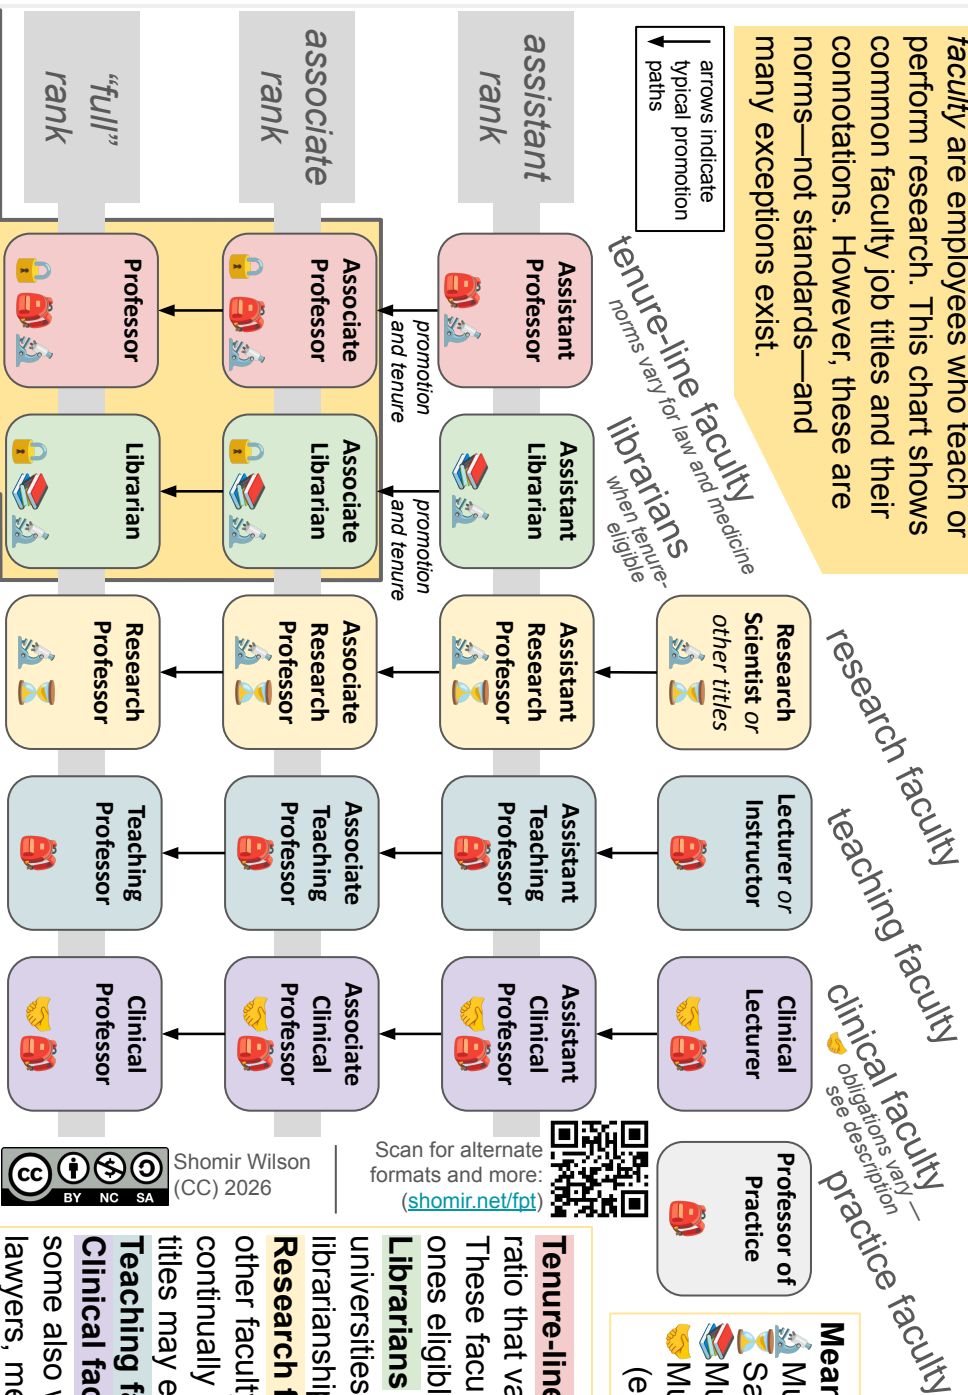 faculty are employees who teach or
perform research. This chart shows
common faculty job titles and their
connotations. However, these are
norms—not standards—and
many exceptions exist.
arrows indicate
typical promotion
paths
tenure-line faculty
norms vary for law and medicine
librarians
when tenure-
eligible
research faculty
teaching faculty
clinical faculty
obligations vary —
see description
practice faculty
Research
Scientist or
other titles
Lecturer or
Instructor
Clinical
Lecturer
Professor of
Practice
assistant
rank
Assistant
Professor
Assistant
Librarian
Assistant
Research
Professor
Assistant
Teaching
Professor
Assistant
Clinical
Professor
promotion
and tenure
promotion
and tenure
associate
rank
Associate
Professor
Associate
Librarian
Associate
Research
Professor
Associate
Teaching
Professor
Associate
Clinical
Professor
“full”
rank
Professor
Librarian
Research
Professor
Teaching
Professor
Clinical
Professor
Scan for alternate
formats and more:
(shomir.net/fpt)
Shomir Wilson
(CC) 2026
CC
BY NC SA
Mean
Mu
Sa
Mu
Mu
(e
Tenure-line
ratio that va
These facu
ones eligibl
Librarians
universities
librarianship
Research f
other faculty
continually
titles may e
Teaching fa
Clinical fac
some also v
lawyers, me